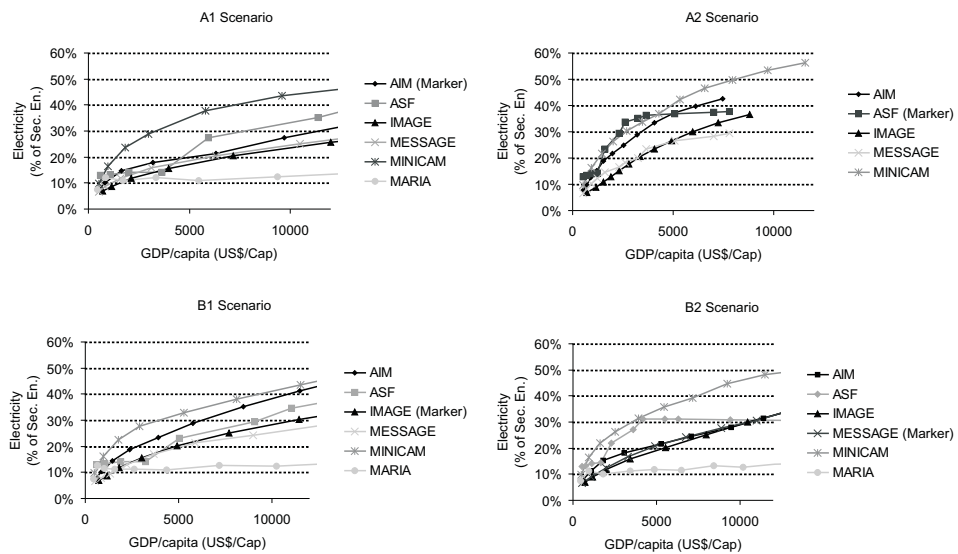 A1 Scenario
Electricity
(% of Sec. En.)
60%
50%
40%
30%
20%
10%
0%
0 5000 10000
GDP/capita (US$/Cap)
AIM (Marker)
ASF
IMAGE
MESSAGE
MINICAM
MARIA
A2 Scenario
Electricity
(% of Sec. En.)
60%
50%
40%
30%
20%
10%
0%
0 5000 10000
GDP/capita (US$/Cap)
AIM
ASF (Marker)
IMAGE
MESSAGE
MINICAM
B1 Scenario
Electricity
(% of Sec. En.)
60%
50%
40%
30%
20%
10%
0%
0 5000 10000
GDP/capita (US$/Cap)
AIM
ASF
IMAGE (Marker)
MESSAGE
MINICAM
MARIA
B2 Scenario
Electricity
(% of Sec. En.)
60%
50%
40%
30%
20%
10%
0%
0 5000 10000
GDP/capita (US$/Cap)
AIM
ASF
IMAGE
MESSAGE (Marker)
MINICAM
MARIA